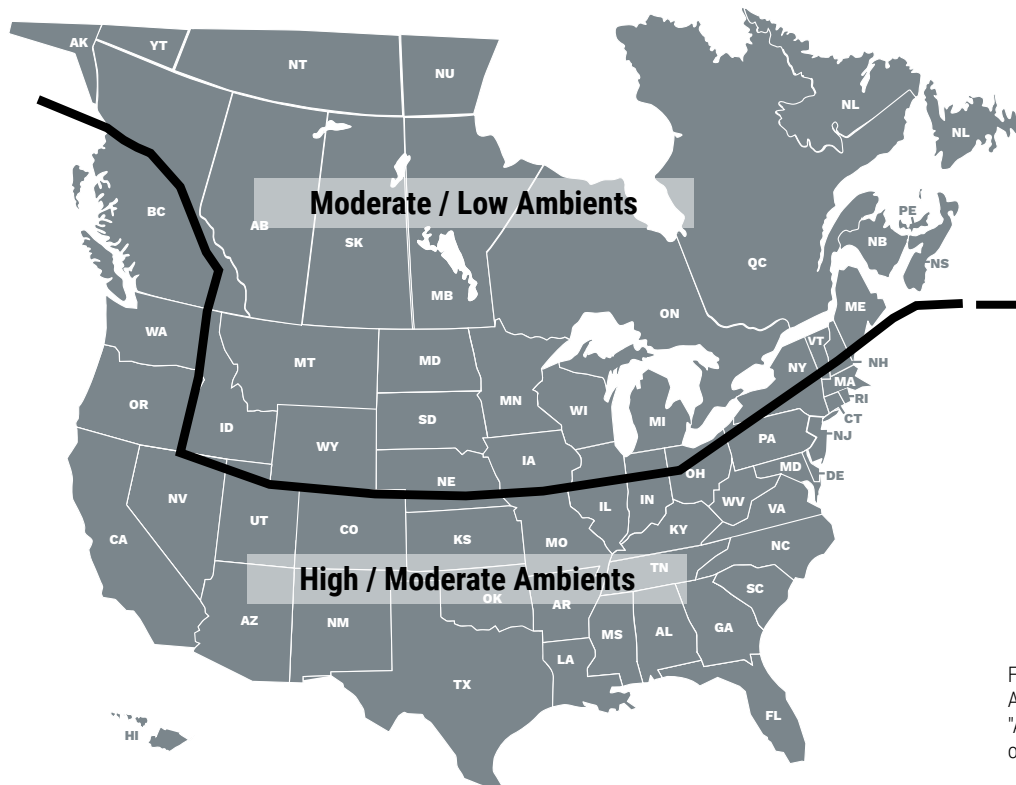 AK
YT
NT
NU
NL
NL
Moderate / Low Ambients
BC
AB
SK
MB
ON
QC
PE
NB
NS
ME
WA
MT
MD
MN
WI
MI
VT
NY
NH
MA
RI
CT
NJ
DE
OR
ID
WY
SD
IA
NE
PA
OH
MD
NV
UT
CO
KS
MO
IL
IN
WV
VA
KY
CA
NC
High / Moderate Ambients
TN
SC
AZ
NM
OK
AR
MS
AL
GA
LA
TX
FL
HI
F
A
"A
o